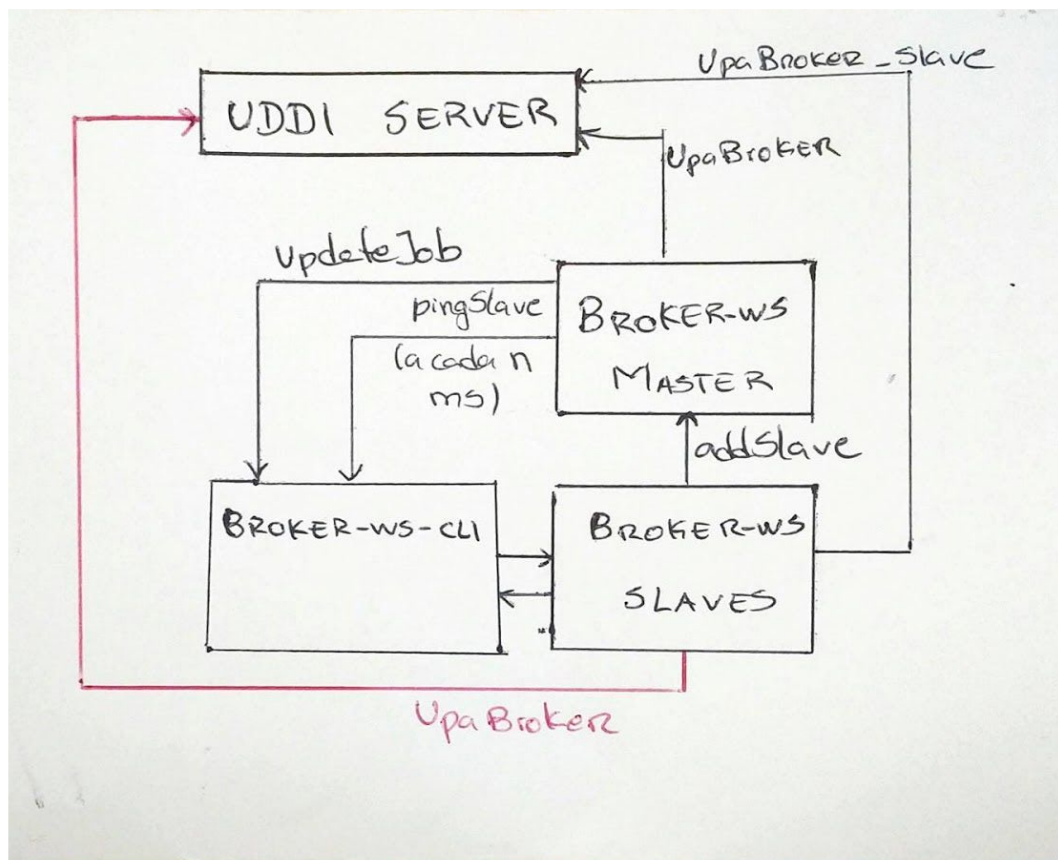 UpaBroker_Slave
UDDI SERVER
UpaBroker
UpdateJob
pingSlave
(a cada n
ms)
BROKER-WS
MASTER
addSlave
BROKER-WS-CLI
BROKER-WS
SLAVES
UpaBroker